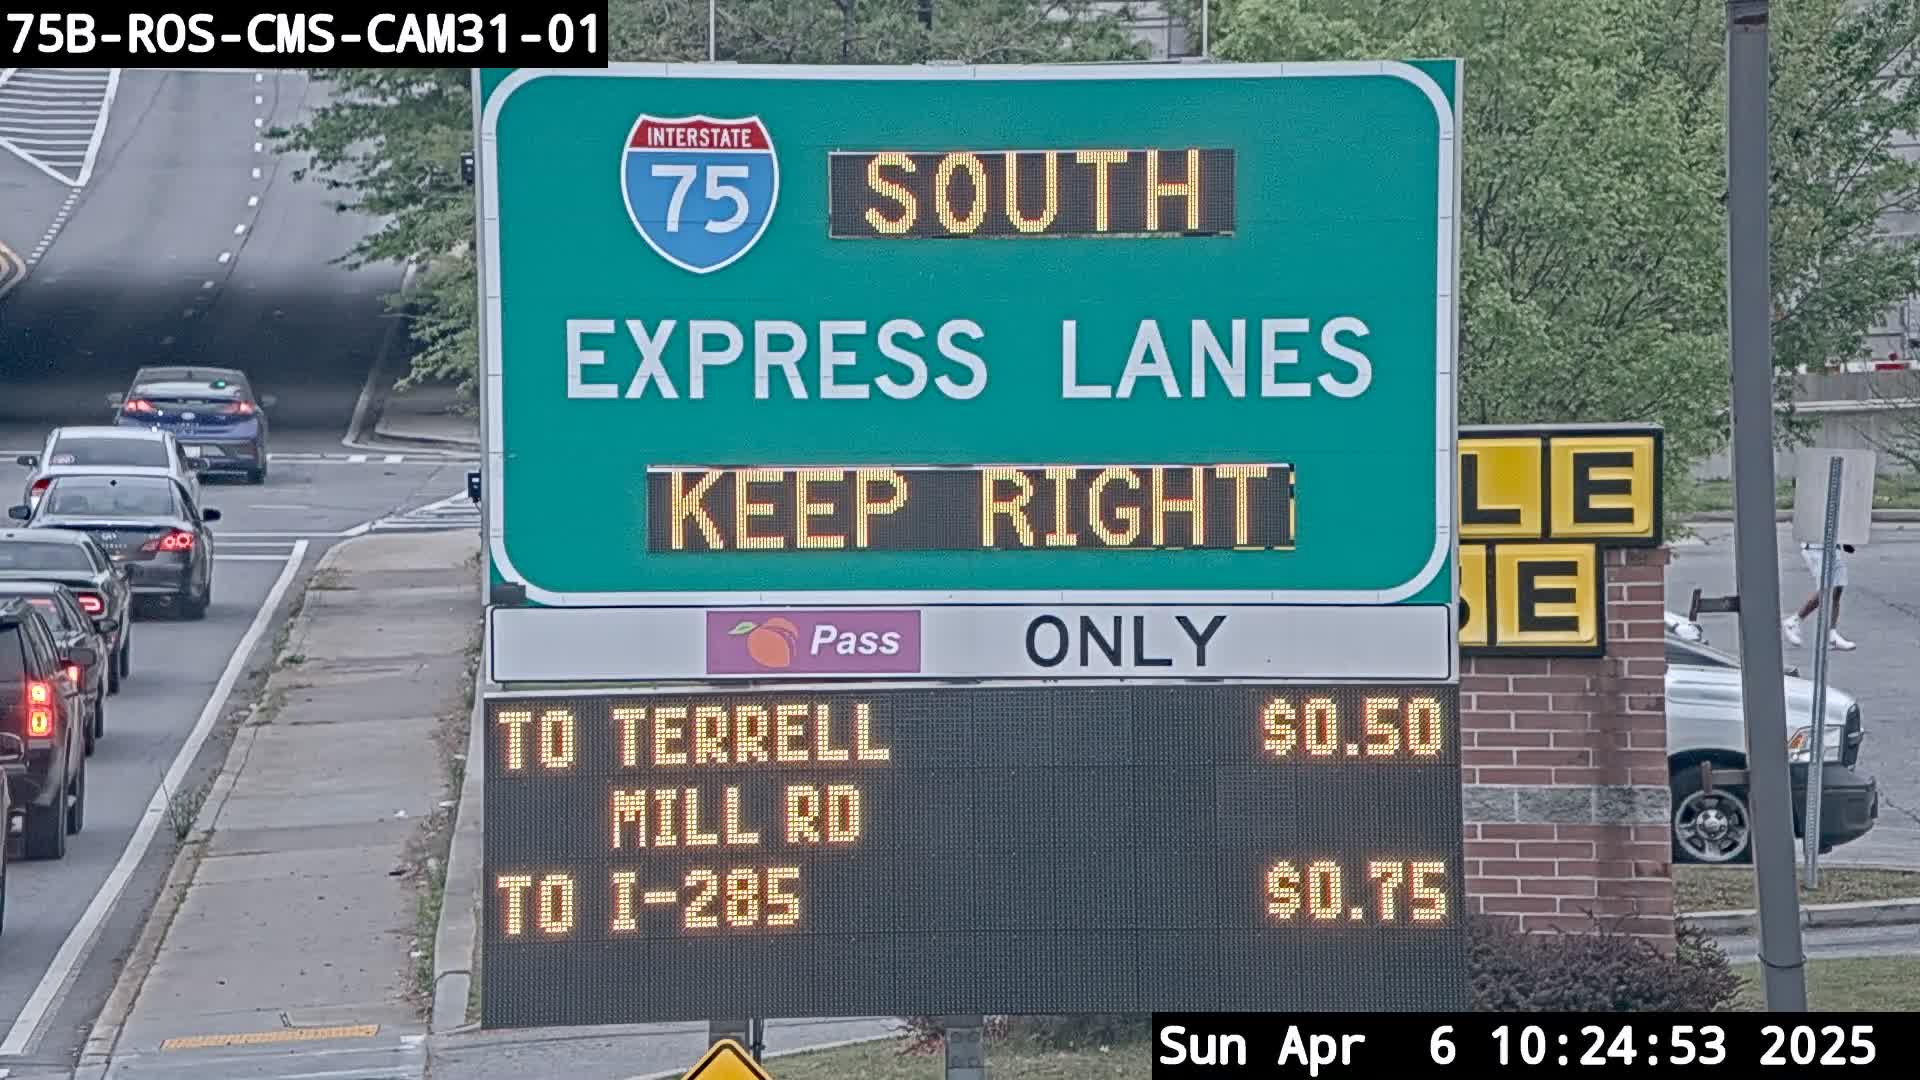 75B-ROS-CMS-CAM31-01
INTERSTATE
75
SOUTH
EXPRESS LANES
KEEP RIGHT
Pass ONLY
TO TERRELL $0.50
MILL RD
TO I-285 $0.75
LE
E
Sun Apr 6 10:24:53 2025